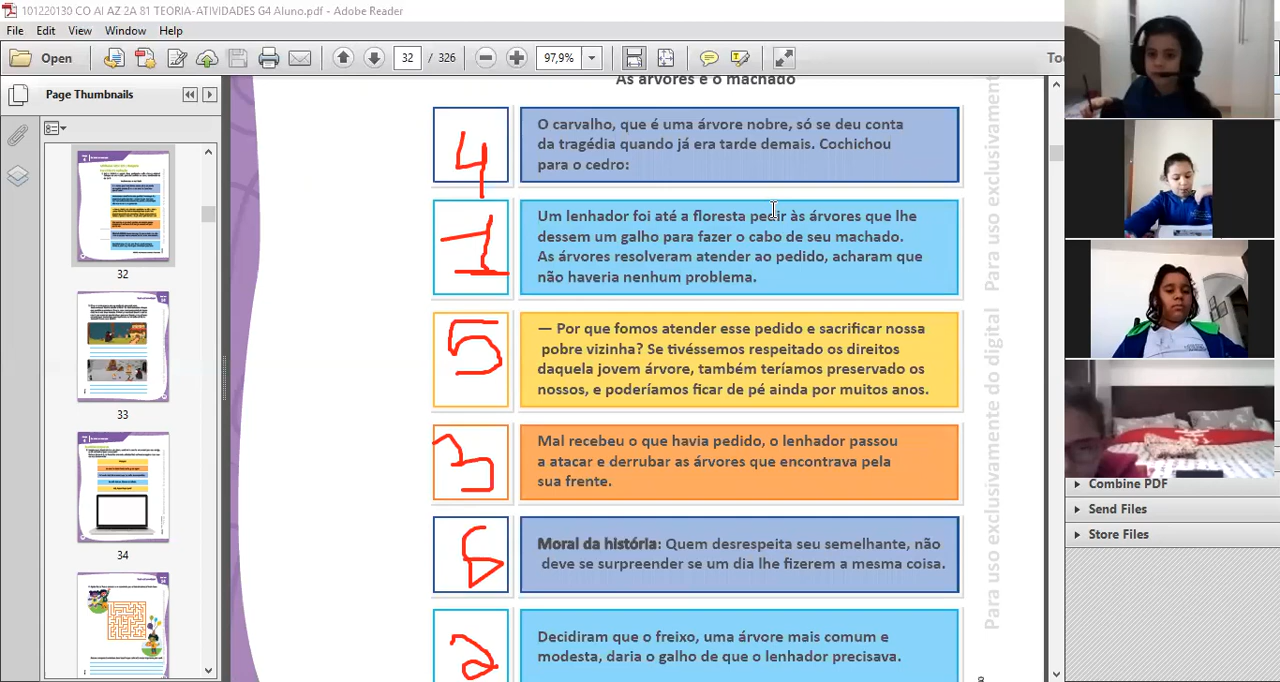 101220130 CO AI AZ 2A 81 TEORIA-ATIVIDADES G4 Aluno.pdf - Adobe Reader
File Edit View Window Help
Open 32 / 326 97,9%
Page Thumbnails
32
33
34
As árvores e o machado
4
O carvalho, que é uma árvore nobre, só se deu conta
da tragédia quando já era tarde demais. Cochichou
para o cedro:
1
Um lenhador foi até a floresta pedir às árvores que lhe
dessem um galho para fazer o cabo de seu machado.
As árvores resolveram atender ao pedido, acharam que
não haveria nenhum problema.
5
— Por que fomos atender esse pedido e sacrificar nossa
pobre vizinha? Se tivéssemos respeitado os direitos
daquela jovem árvore, também teríamos preservado os
nossos, e poderíamos ficar de pé ainda por muitos anos.
3
Mal recebeu o que havia pedido, o lenhador passou
a atacar e derrubar as árvores que encontrava pela
sua frente.
6
Moral da história: Quem desrespeita seu semelhante, não
deve se surpreender se um dia lhe fizerem a mesma coisa.
2
Decidiram que o freixo, uma árvore mais comum e
modesta, daria o galho de que o lenhador precisava.
Para uso exclusivamente do digital
Para uso exclusivament
Combine PDF
Send Files
Store Files